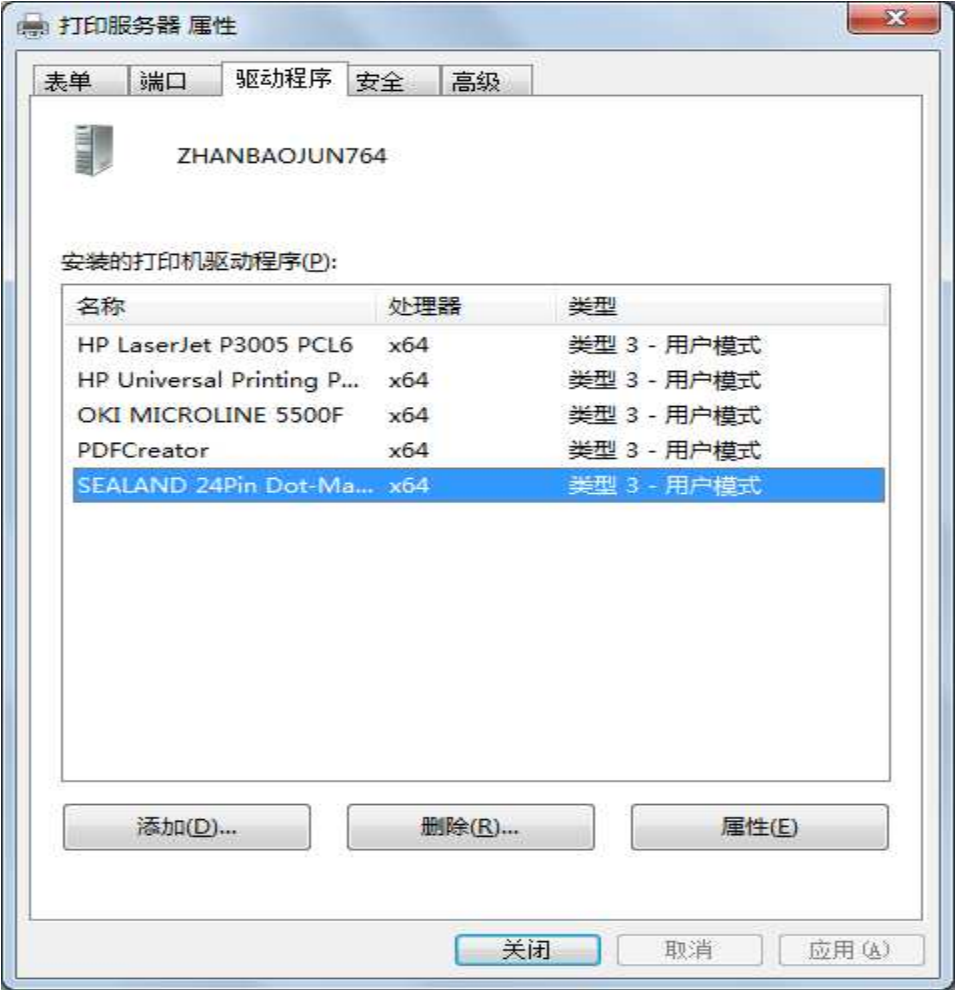 打印服务器 属性
表单 端口 驱动程序 安全 高级
ZHANBAOJUN764
安装的打印机驱动程序(P):
名称 处理器 类型
HP LaserJet P3005 PCL6 x64 类型 3 - 用户模式
HP Universal Printing P... x64 类型 3 - 用户模式
OKI MICROLINE 5500F x64 类型 3 - 用户模式
PDFCreator x64 类型 3 - 用户模式
SEALAND 24Pin Dot-Ma... x64 类型 3 - 用户模式
添加(D)... 删除(R)... 属性(E)
关闭 取消 应用(A)